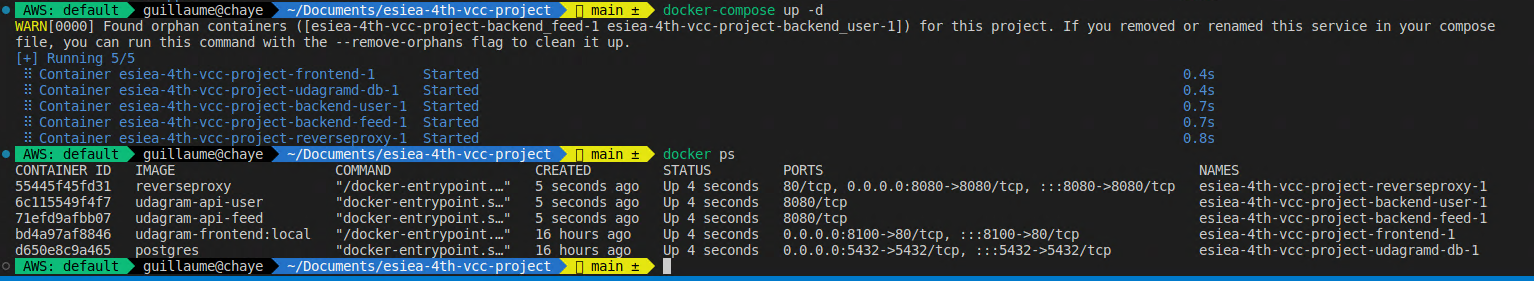 AWS: default guillaume@chaye ~/Documents/esiea-4th-vcc-project main ± docker-compose up -d
WARN[0000] Found orphan containers ([esiea-4th-vcc-project-backend_feed-1 esiea-4th-vcc-project-backend_user-1]) for this project. If you removed or renamed this service in your compose
file, you can run this command with the --remove-orphans flag to clean it up.
[+] Running 5/5
⠿ Container esiea-4th-vcc-project-frontend-1 Started 0.4s
⠿ Container esiea-4th-vcc-project-udagramd-db-1 Started 0.4s
⠿ Container esiea-4th-vcc-project-backend-user-1 Started 0.7s
⠿ Container esiea-4th-vcc-project-backend-feed-1 Started 0.7s
⠿ Container esiea-4th-vcc-project-reverseproxy-1 Started 0.8s
AWS: default guillaume@chaye ~/Documents/esiea-4th-vcc-project main ± docker ps
CONTAINER ID IMAGE COMMAND CREATED STATUS PORTS NAMES
55445f45fd31 reverseproxy "/docker-entrypoint.…" 5 seconds ago Up 4 seconds 80/tcp, 0.0.0.0:8080->8080/tcp, :::8080->8080/tcp esiea-4th-vcc-project-reverseproxy-1
6c115549f4f7 udagram-api-user "docker-entrypoint.s…" 5 seconds ago Up 4 seconds 8080/tcp esiea-4th-vcc-project-backend-user-1
71efd9afbb07 udagram-api-feed "docker-entrypoint.s…" 5 seconds ago Up 4 seconds 8080/tcp esiea-4th-vcc-project-backend-feed-1
bd4a97af8846 udagram-frontend:local "/docker-entrypoint.…" 16 hours ago Up 4 seconds 0.0.0.0:8100->80/tcp, :::8100->80/tcp esiea-4th-vcc-project-frontend-1
d650e8c9a465 postgres "docker-entrypoint.s…" 16 hours ago Up 4 seconds 0.0.0.0:5432->5432/tcp, :::5432->5432/tcp esiea-4th-vcc-project-udagramd-db-1
AWS: default guillaume@chaye ~/Documents/esiea-4th-vcc-project main ±